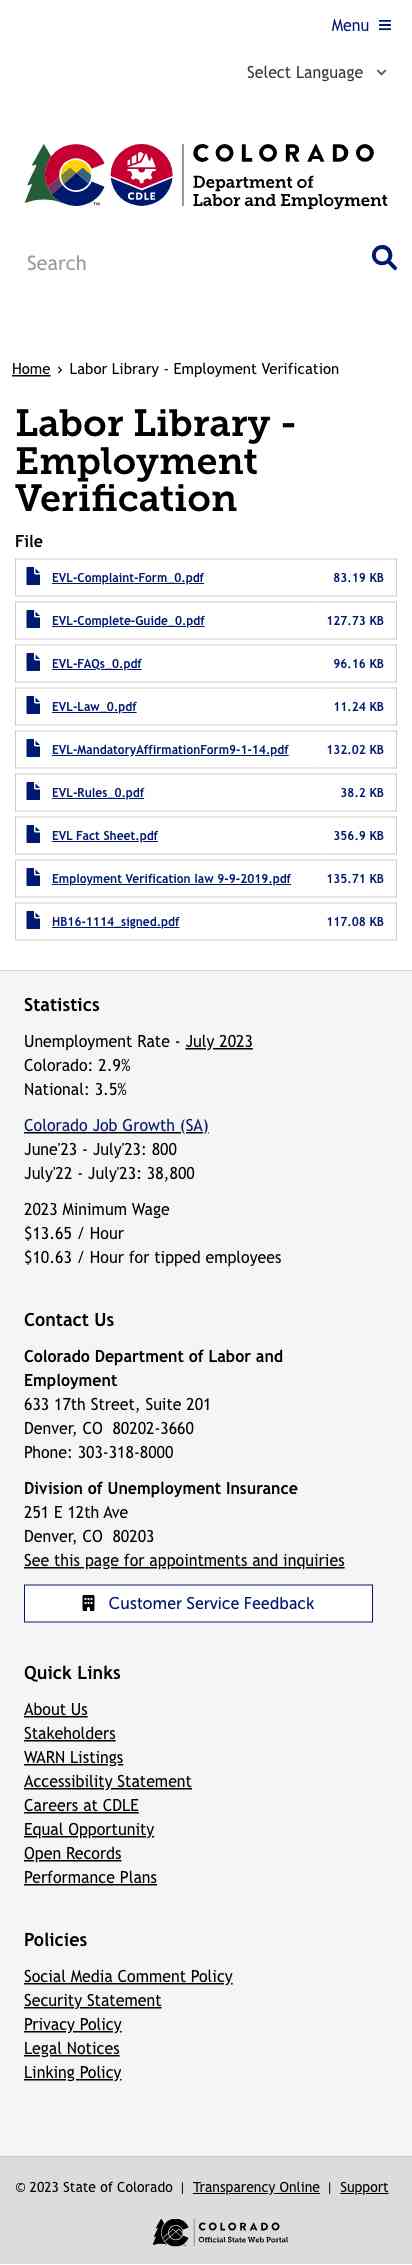 Menu
Select Language
COLORADO
Department of
Labor and Employment
CDLE
TM
Search
Home › Labor Library - Employment Verification
Labor Library -
Employment
Verification
File
EVL-Complaint-Form_0.pdf 83.19 KB
EVL-Complete-Guide_0.pdf 127.73 KB
EVL-FAQs_0.pdf 96.16 KB
EVL-Law_0.pdf 11.24 KB
EVL-MandatoryAffirmationForm9-1-14.pdf 132.02 KB
EVL-Rules_0.pdf 38.2 KB
EVL Fact Sheet.pdf 356.9 KB
Employment Verification law 9-9-2019.pdf 135.71 KB
HB16-1114_signed.pdf 117.08 KB
Statistics
Unemployment Rate - July 2023
Colorado: 2.9%
National: 3.5%
Colorado Job Growth (SA)
June'23 - July'23: 800
July'22 - July'23: 38,800
2023 Minimum Wage
$13.65 / Hour
$10.63 / Hour for tipped employees
Contact Us
Colorado Department of Labor and
Employment
633 17th Street, Suite 201
Denver, CO  80202-3660
Phone: 303-318-8000
Division of Unemployment Insurance
251 E 12th Ave
Denver, CO  80203
See this page for appointments and inquiries
Customer Service Feedback
Quick Links
About Us
Stakeholders
WARN Listings
Accessibility Statement
Careers at CDLE
Equal Opportunity
Open Records
Performance Plans
Policies
Social Media Comment Policy
Security Statement
Privacy Policy
Legal Notices
Linking Policy
© 2023 State of Colorado | Transparency Online | Support
COLORADO
Official State Web Portal